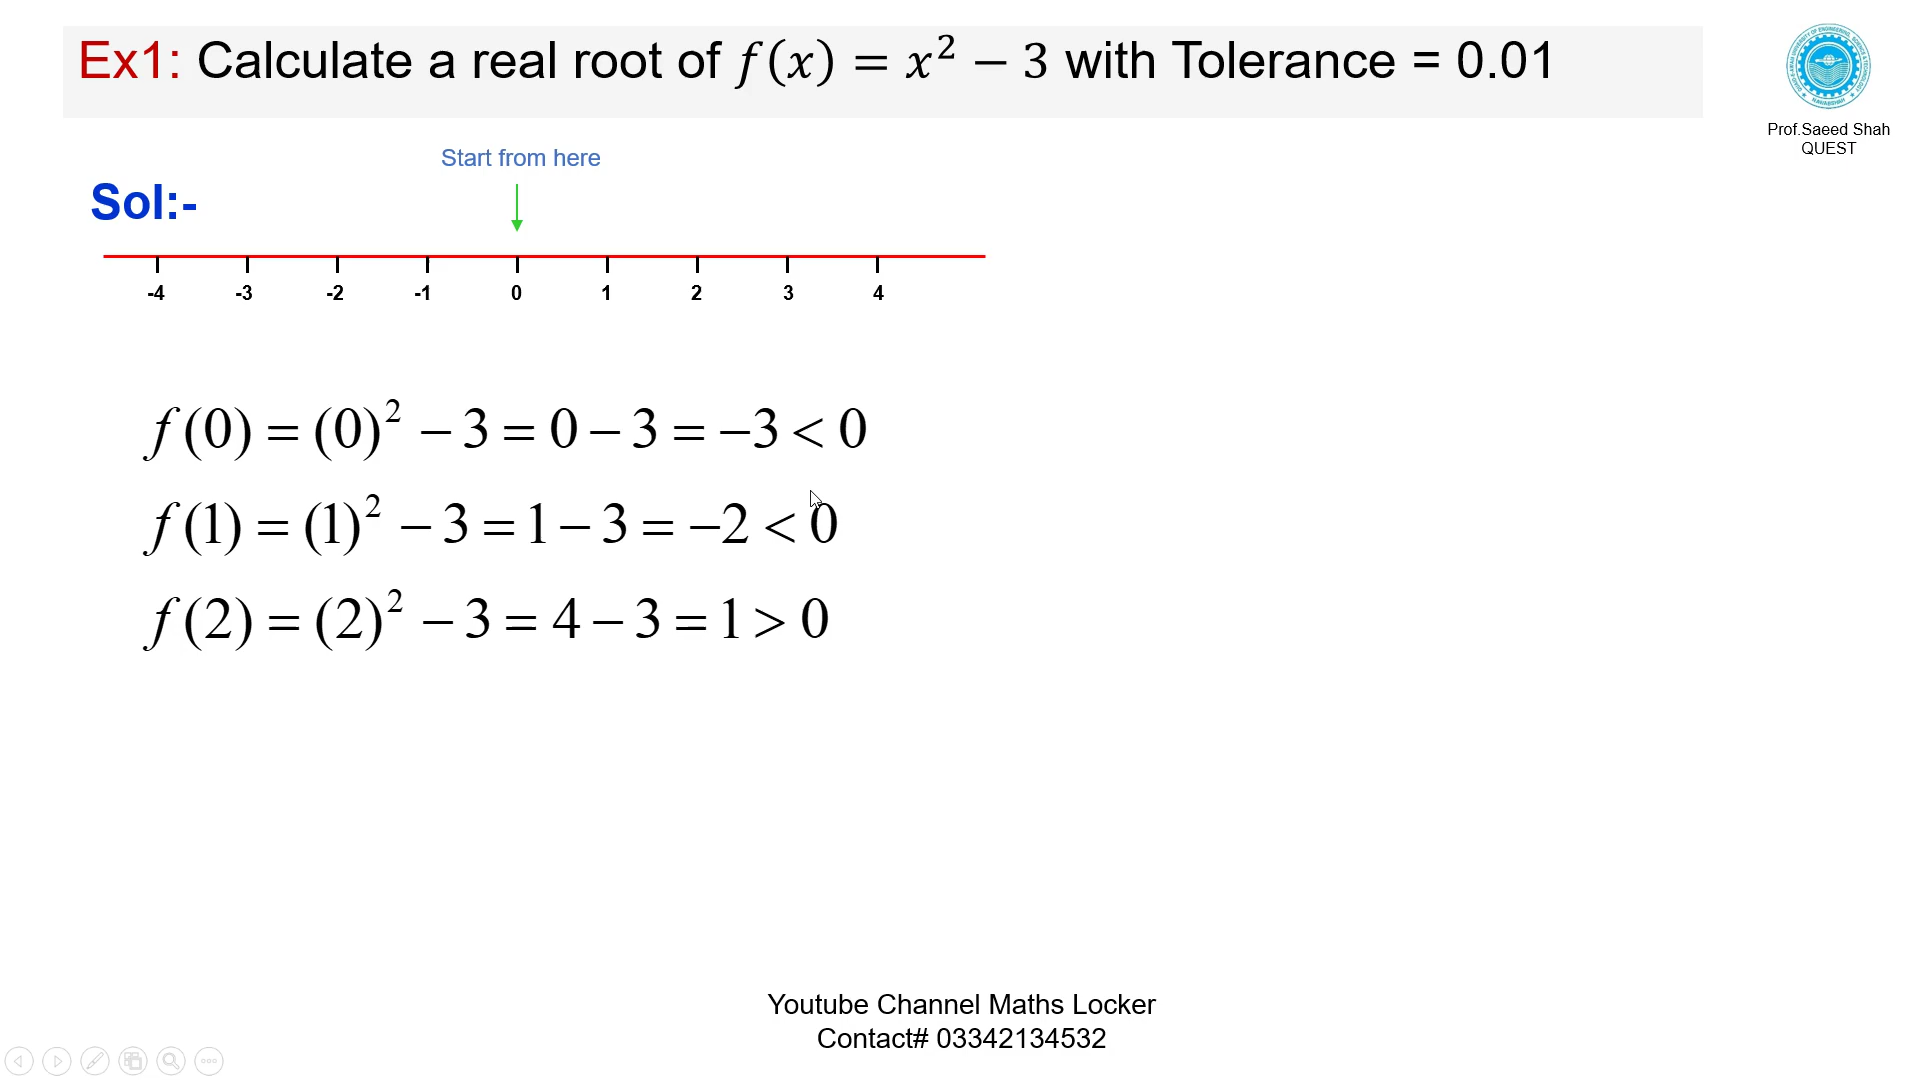 Ex1: Calculate a real root of f(x) = x² − 3 with Tolerance = 0.01
Prof.Saeed Shah
QUEST
Start from here
Sol:-
-4 -3 -2 -1 0 1 2 3 4
f(0) = (0)² − 3 = 0 − 3 = −3 < 0
f(1) = (1)² − 3 = 1 − 3 = −2 < 0
f(2) = (2)² − 3 = 4 − 3 = 1 > 0
Youtube Channel Maths Locker
Contact# 03342134532